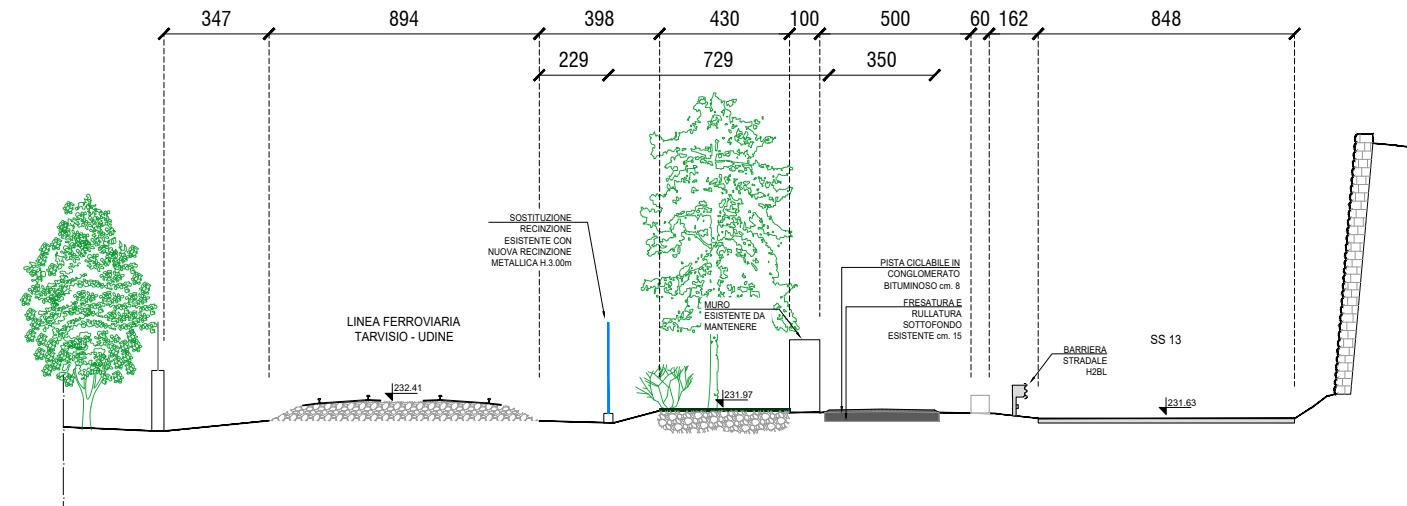 347 894 398 430 100 500 60 162 848
229 729 350
SOSTITUZIONE
RECINZIONE
ESISTENTE CON
NUOVA RECINZIONE
METALLICA H.3.00m
PISTA CICLABILE IN
CONGLOMERATO
BITUMINOSO cm. 8
FRESATURA E
RULLATURA
SOTTOFONDO
ESISTENTE cm. 15
MURO
ESISTENTE DA
MANTENERE
LINEA FERROVIARIA
TARVISIO - UDINE
SS 13
BARRIERA
STRADALE
H2BL
232.41
231.97
231.63